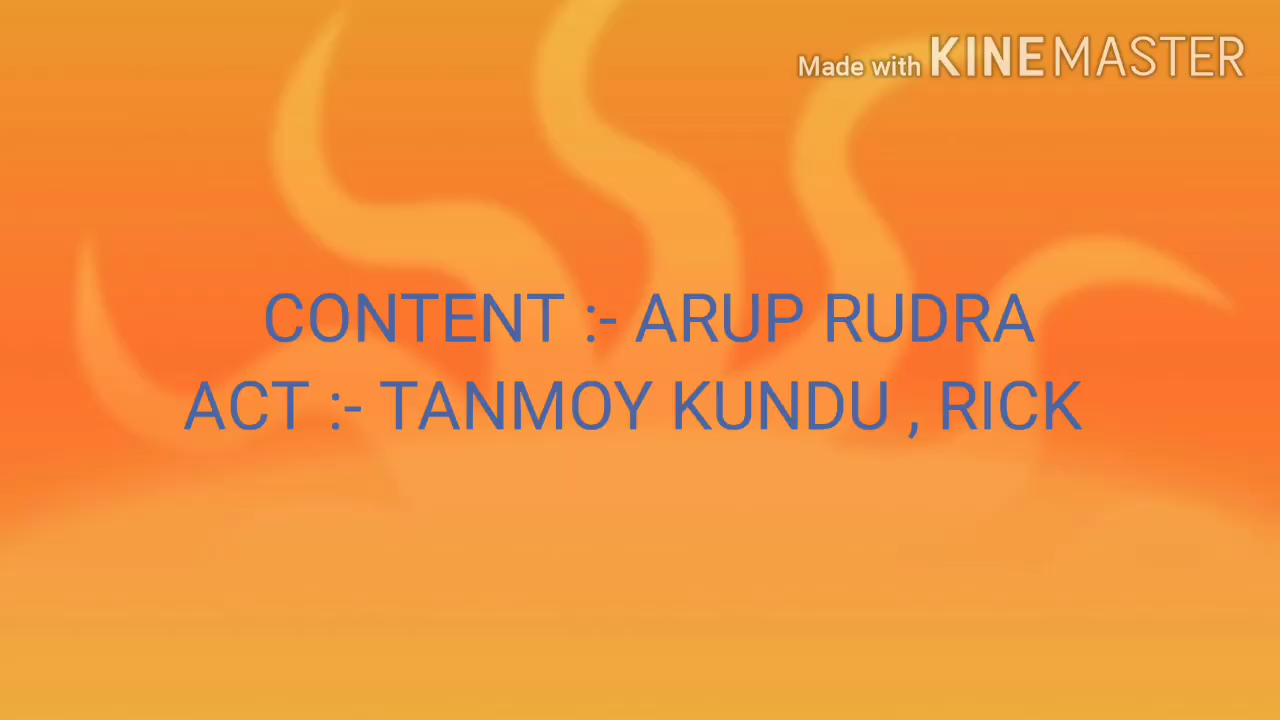 Made with KINEMASTER
CONTENT :- ARUP RUDRA
ACT :- TANMOY KUNDU , RICK